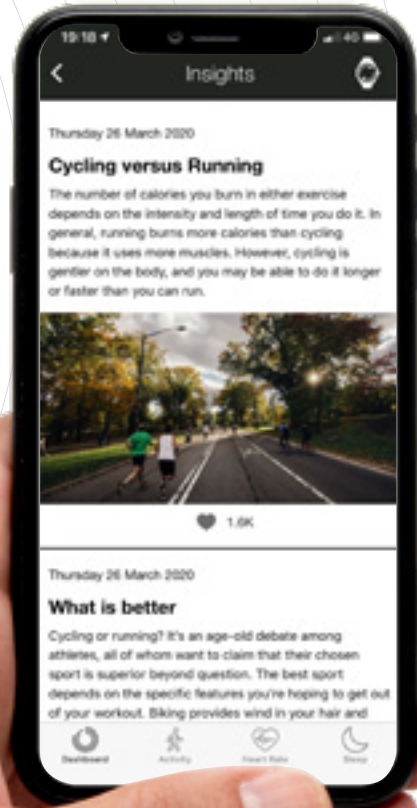 19:18
4G
Insights
Thursday 26 March 2020
Cycling versus Running
The number of calories you burn in either exercise
depends on the intensity and length of time you do it. In
general, running burns more calories than cycling
because it uses more muscles. However, cycling is
gentler on the body, and you may be able to do it longer
or faster than you can run.
1.6K
Thursday 26 March 2020
What is better
Cycling or running? It's an age-old debate among
athletes, all of whom want to claim that their chosen
sport is superior beyond question. The best sport
depends on the specific features you're hoping to get out
of your workout. Biking provides wind in your hair and
Dashboard Activity Heart Rate Sleep